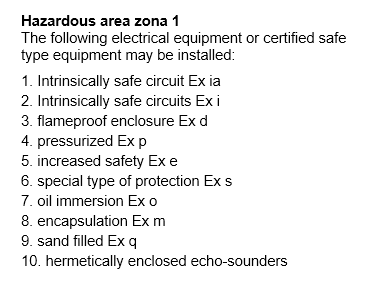 Hazardous area zona 1
The following electrical equipment or certified safe
type equipment may be installed:
1. Intrinsically safe circuit Ex ia
2. Intrinsically safe circuits Ex i
3. flameproof enclosure Ex d
4. pressurized Ex p
5. increased safety Ex e
6. special type of protection Ex s
7. oil immersion Ex o
8. encapsulation Ex m
9. sand filled Ex q
10. hermetically enclosed echo-sounders